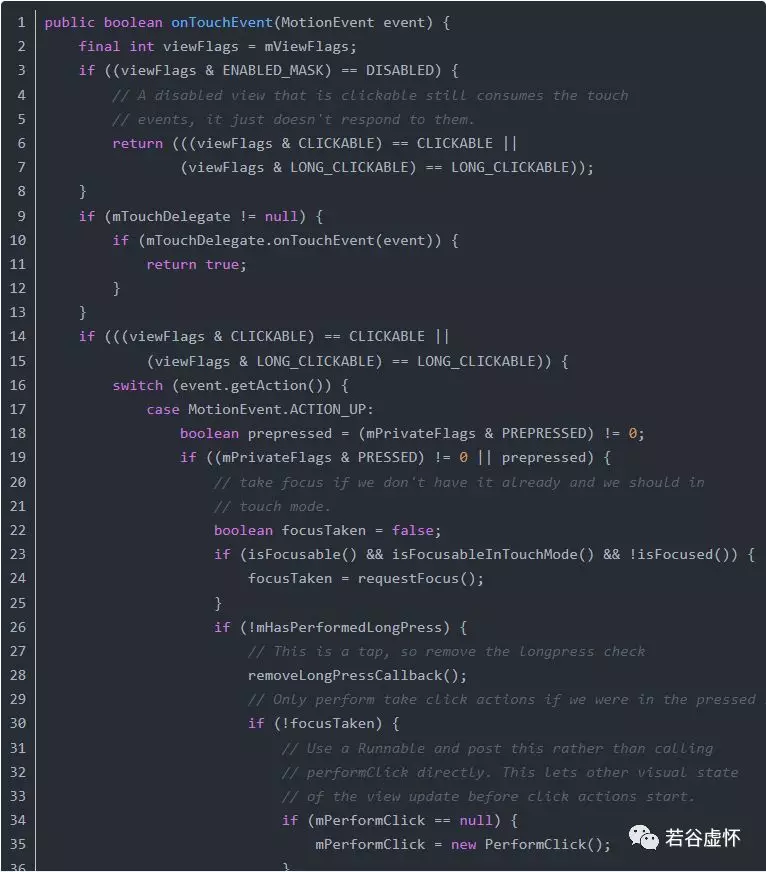 1 public boolean onTouchEvent(MotionEvent event) {
2     final int viewFlags = mViewFlags;
3     if ((viewFlags & ENABLED_MASK) == DISABLED) {
4         // A disabled view that is clickable still consumes the touch
5         // events, it just doesn't respond to them.
6         return (((viewFlags & CLICKABLE) == CLICKABLE ||
7                 (viewFlags & LONG_CLICKABLE) == LONG_CLICKABLE));
8     }
9     if (mTouchDelegate != null) {
10         if (mTouchDelegate.onTouchEvent(event)) {
11             return true;
12         }
13     }
14     if (((viewFlags & CLICKABLE) == CLICKABLE ||
15             (viewFlags & LONG_CLICKABLE) == LONG_CLICKABLE)) {
16         switch (event.getAction()) {
17             case MotionEvent.ACTION_UP:
18                 boolean prepressed = (mPrivateFlags & PREPRESSED) != 0;
19                 if ((mPrivateFlags & PRESSED) != 0 || prepressed) {
20                     // take focus if we don't have it already and we should in
21                     // touch mode.
22                     boolean focusTaken = false;
23                     if (isFocusable() && isFocusableInTouchMode() && !isFocused()) {
24                         focusTaken = requestFocus();
25                     }
26                     if (!mHasPerformedLongPress) {
27                         // This is a tap, so remove the longpress check
28                         removeLongPressCallback();
29                         // Only perform take click actions if we were in the pressed
30                         if (!focusTaken) {
31                             // Use a Runnable and post this rather than calling
32                             // performClick directly. This lets other visual state
33                             // of the view update before click actions start.
34                             if (mPerformClick == null) {
35                                 mPerformClick = new PerformClick();
36                             }
若谷虚怀